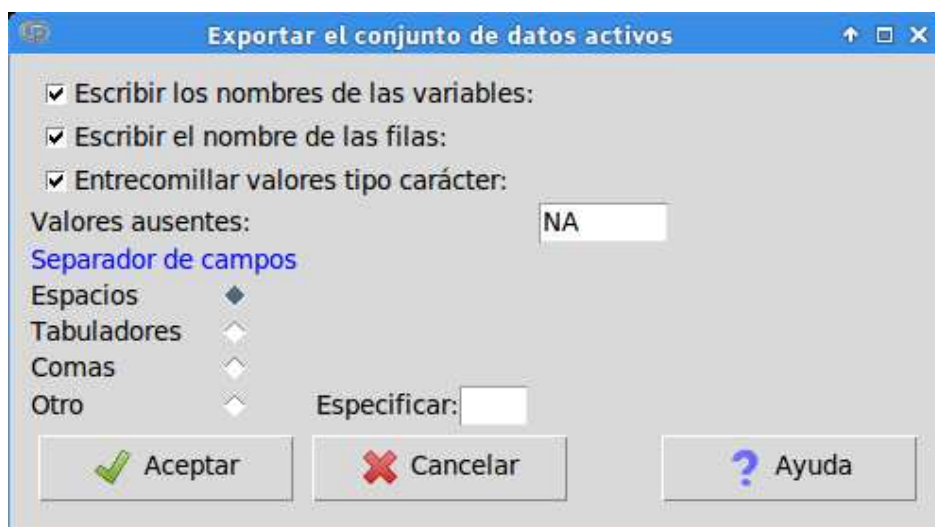 Exportar el conjunto de datos activos
Escribir los nombres de las variables:
Escribir el nombre de las filas:
Entrecomillar valores tipo carácter:
Valores ausentes: NA
Separador de campos
Espacios
Tabuladores
Comas
Otro Especificar:
Aceptar Cancelar Ayuda